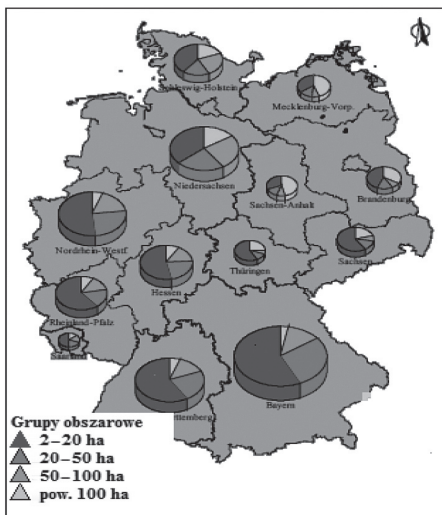 Schleswig-Holstein
Mecklenburg-Vorp.
Niedersachsen
Sachsen-Anhalt
Brandenburg
Nordrhein-Westf.
Hessen
Thüringen
Sachsen
Rheinland-Pfalz
Saarland
ttemberg
Bayern
Grupy obszarowe
2–20 ha
20–50 ha
50–100 ha
pow. 100 ha